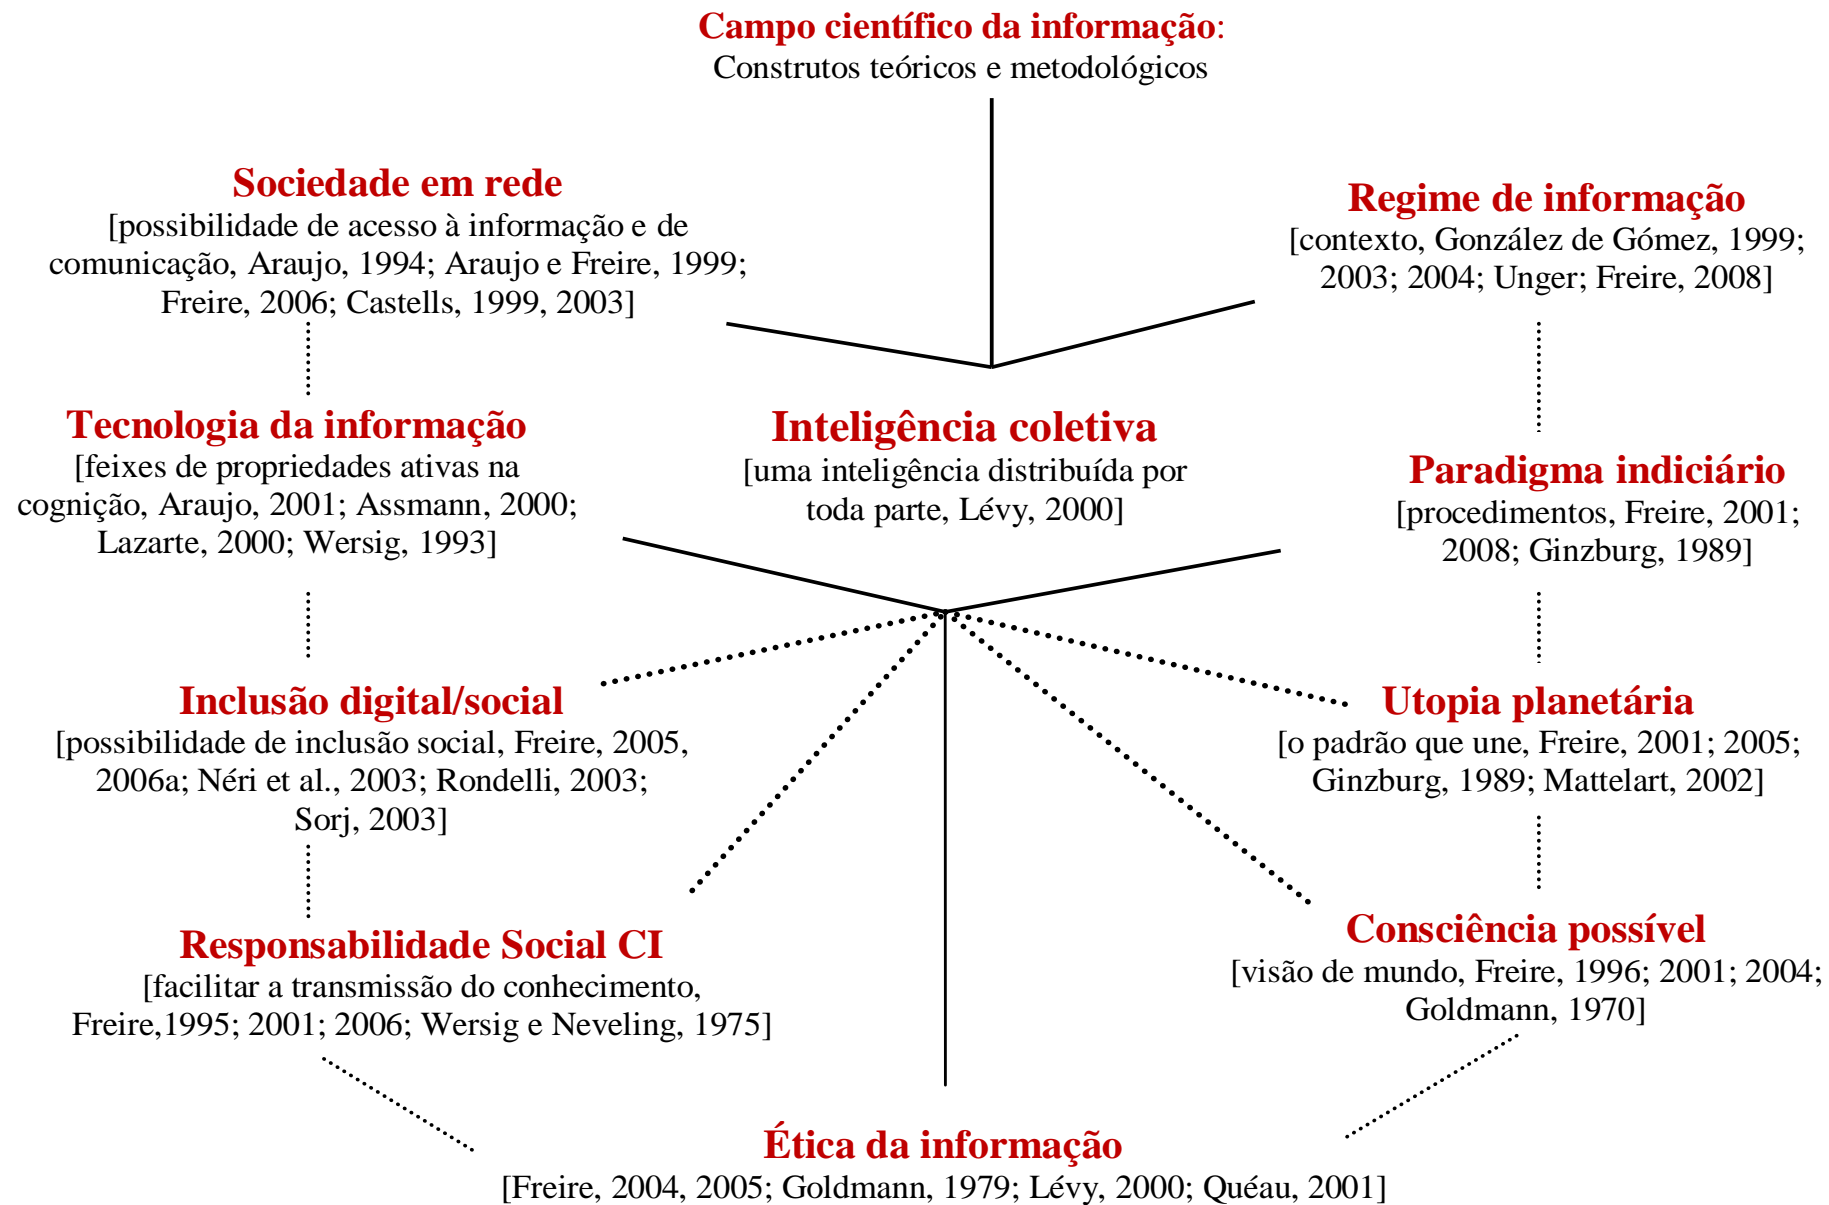 Campo científico da informação:
Construtos teóricos e metodológicos
Sociedade em rede
[possibilidade de acesso à informação e de
comunicação, Araujo, 1994; Araujo e Freire, 1999;
Freire, 2006; Castells, 1999, 2003]
Regime de informação
[contexto, González de Gómez, 1999;
2003; 2004; Unger; Freire, 2008]
Tecnologia da informação
[feixes de propriedades ativas na
cognição, Araujo, 2001; Assmann, 2000;
Lazarte, 2000; Wersig, 1993]
Inteligência coletiva
[uma inteligência distribuída por
toda parte, Lévy, 2000]
Paradigma indiciário
[procedimentos, Freire, 2001;
2008; Ginzburg, 1989]
Inclusão digital/social
[possibilidade de inclusão social, Freire, 2005,
2006a; Néri et al., 2003; Rondelli, 2003;
Sorj, 2003]
Utopia planetária
[o padrão que une, Freire, 2001; 2005;
Ginzburg, 1989; Mattelart, 2002]
Responsabilidade Social CI
[facilitar a transmissão do conhecimento,
Freire,1995; 2001; 2006; Wersig e Neveling, 1975]
Consciência possível
[visão de mundo, Freire, 1996; 2001; 2004;
Goldmann, 1970]
Ética da informação
[Freire, 2004, 2005; Goldmann, 1979; Lévy, 2000; Quéau, 2001]